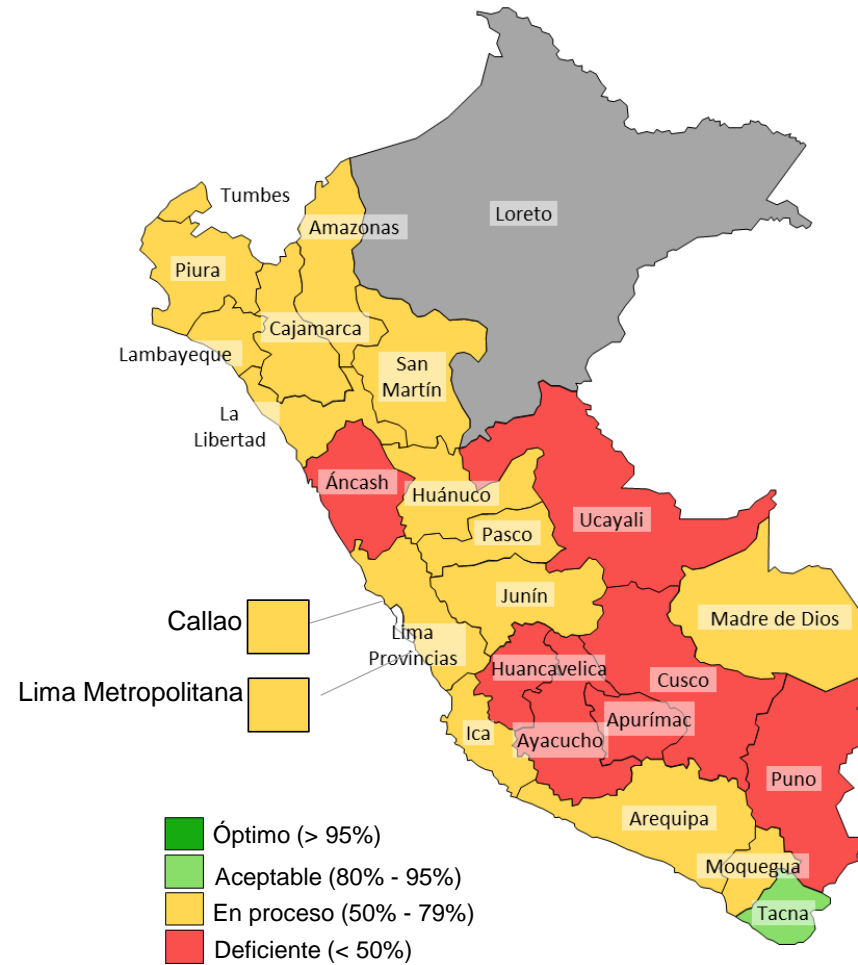 Tumbes
Amazonas
Loreto
Piura
Cajamarca
Lambayeque
San
Martín
La
Libertad
Áncash
Huánuco
Ucayali
Pasco
Junín
Callao
Madre de Dios
Lima
Provincias
Huancavelica
Cusco
Lima Metropolitana
Apurímac
Ica
Ayacucho
Puno
Arequipa
Óptimo (> 95%)
Moquegua
Aceptable (80% - 95%)
En proceso (50% - 79%)
Tacna
Deficiente (< 50%)